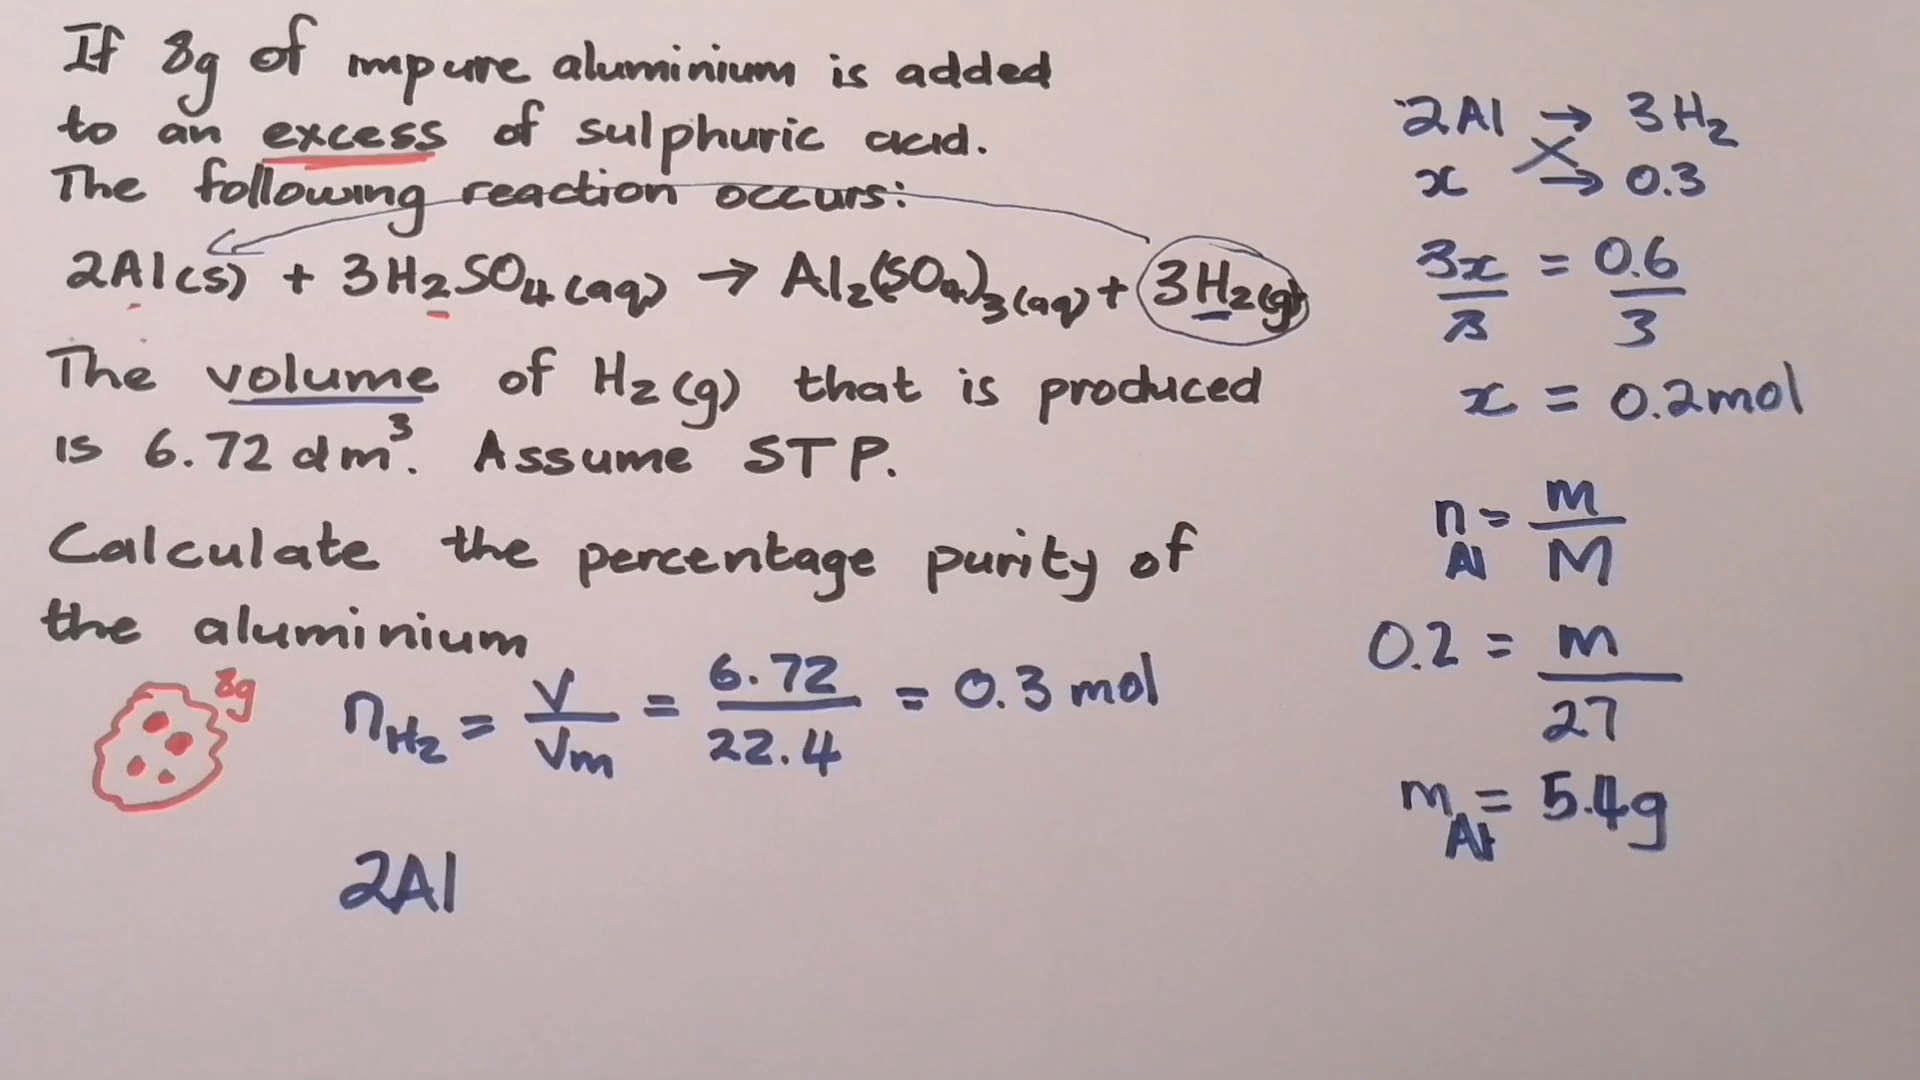 If 8g of impure aluminium is added
to an excess of sulphuric acid.
The following reaction occurs:
2Al(s) + 3H₂SO₄(aq) → Al₂(SO₄)₃(aq) + 3H₂(g)
The volume of H₂(g) that is produced
is 6.72 dm³. Assume STP.
Calculate the percentage purity of
the aluminium
8g
nH₂ = V/Vm = 6.72/22.4 = 0.3 mol
2Al
2Al → 3H₂
x → 0.3
3x/3 = 0.6/3
x = 0.2mol
n Al = m/M
0.2 = m/27
m Al = 5.4g